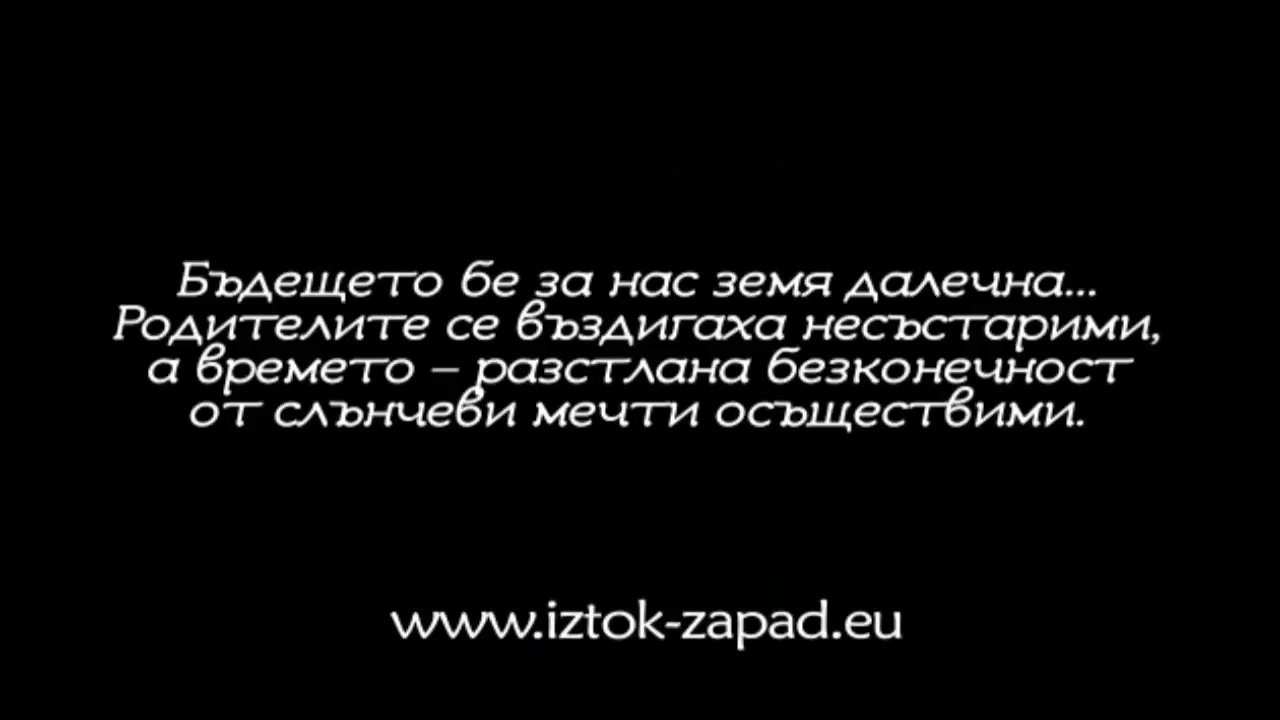 Бъдещето бе за нас земя далечна...
Родителите се въздигаха несъстарими,
а времето – разстлана безконечност
от слънчеви мечти осъществими.
www.iztok-zapad.eu